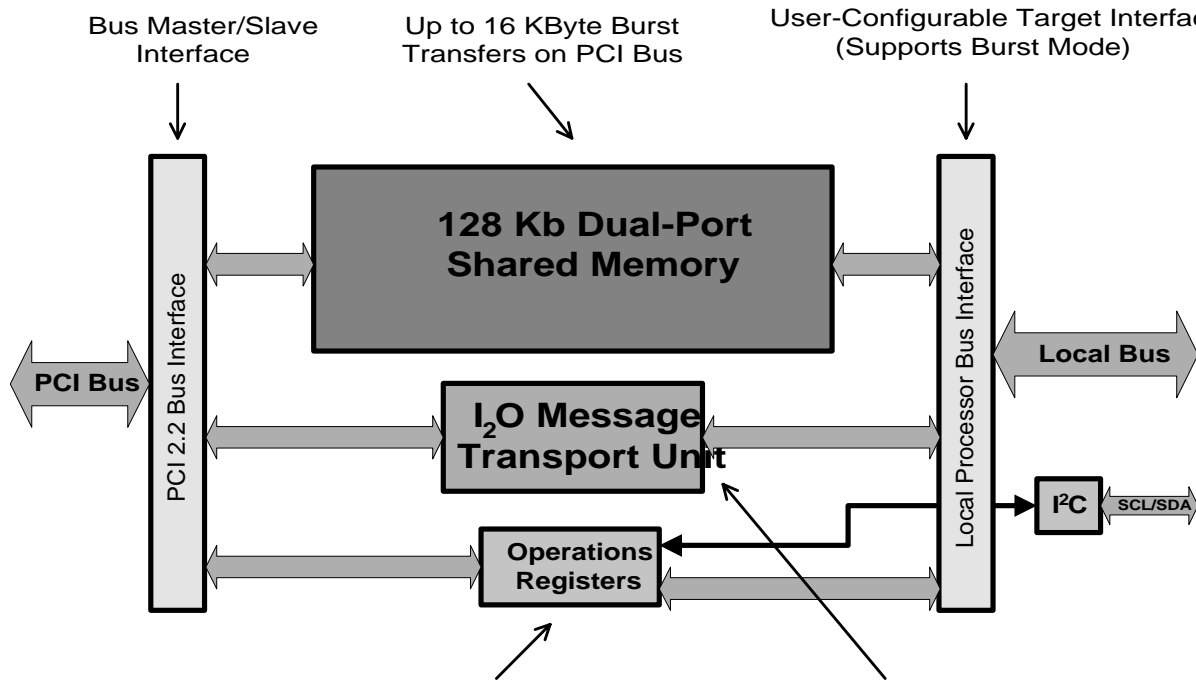 Bus Master/Slave
Interface
Up to 16 KByte Burst
Transfers on PCI Bus
User-Configurable Target Interfac
(Supports Burst Mode)
128 Kb Dual-Port
Shared Memory
PCI 2.2 Bus Interface
Local Processor Bus Interface
PCI Bus
Local Bus
I₂O Message
Transport Unit
I²C
SCL/SDA
Operations
Registers